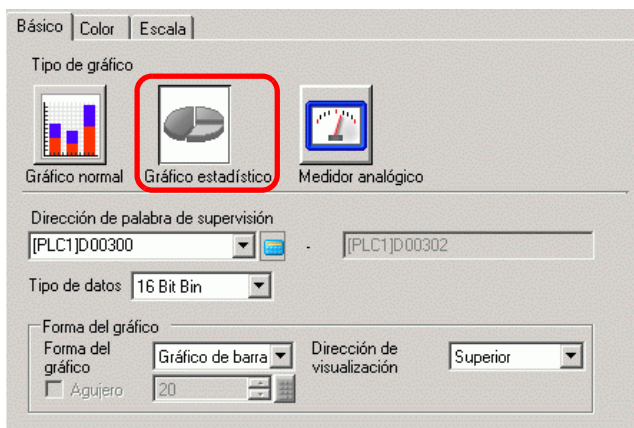 Básico Color Escala
Tipo de gráfico
Gráfico normal Gráfico estadístico Medidor analógico
Dirección de palabra de supervisión
[PLC1]D00300 - [PLC1]D00302
Tipo de datos 16 Bit Bin
Forma del gráfico
Forma del gráfico Gráfico de barra Dirección de visualización Superior
Agujero 20